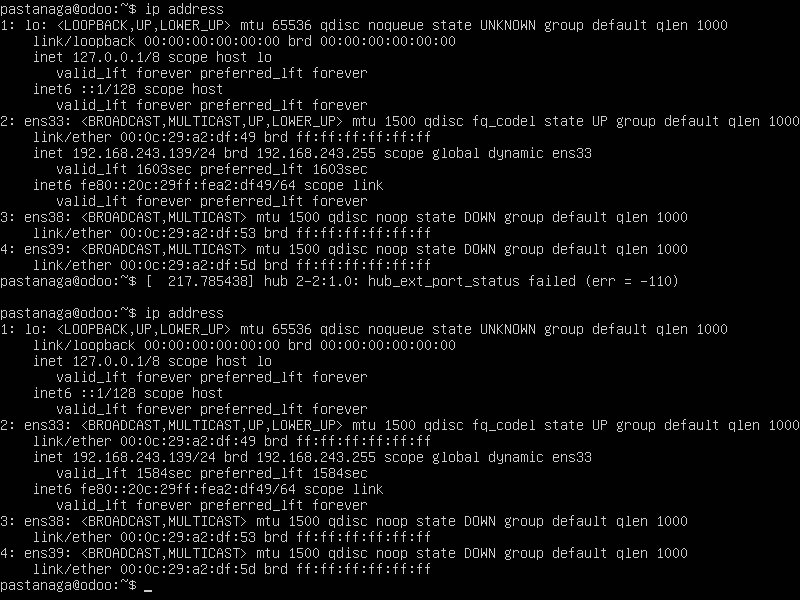 pastanaga@odoo:~$ ip address
1: lo: <LOOPBACK,UP,LOWER_UP> mtu 65536 qdisc noqueue state UNKNOWN group default qlen 1000
    link/loopback 00:00:00:00:00:00 brd 00:00:00:00:00:00
    inet 127.0.0.1/8 scope host lo
       valid_lft forever preferred_lft forever
    inet6 ::1/128 scope host
       valid_lft forever preferred_lft forever
2: ens33: <BROADCAST,MULTICAST,UP,LOWER_UP> mtu 1500 qdisc fq_codel state UP group default qlen 1000
    link/ether 00:0c:29:a2:df:49 brd ff:ff:ff:ff:ff:ff
    inet 192.168.243.139/24 brd 192.168.243.255 scope global dynamic ens33
       valid_lft 1603sec preferred_lft 1603sec
    inet6 fe80::20c:29ff:fea2:df49/64 scope link
       valid_lft forever preferred_lft forever
3: ens38: <BROADCAST,MULTICAST> mtu 1500 qdisc noop state DOWN group default qlen 1000
    link/ether 00:0c:29:a2:df:53 brd ff:ff:ff:ff:ff:ff
4: ens39: <BROADCAST,MULTICAST> mtu 1500 qdisc noop state DOWN group default qlen 1000
    link/ether 00:0c:29:a2:df:5d brd ff:ff:ff:ff:ff:ff
pastanaga@odoo:~$ [  217.785438] hub 2-2:1.0: hub_ext_port_status failed (err = -110)

pastanaga@odoo:~$ ip address
1: lo: <LOOPBACK,UP,LOWER_UP> mtu 65536 qdisc noqueue state UNKNOWN group default qlen 1000
    link/loopback 00:00:00:00:00:00 brd 00:00:00:00:00:00
    inet 127.0.0.1/8 scope host lo
       valid_lft forever preferred_lft forever
    inet6 ::1/128 scope host
       valid_lft forever preferred_lft forever
2: ens33: <BROADCAST,MULTICAST,UP,LOWER_UP> mtu 1500 qdisc fq_codel state UP group default qlen 1000
    link/ether 00:0c:29:a2:df:49 brd ff:ff:ff:ff:ff:ff
    inet 192.168.243.139/24 brd 192.168.243.255 scope global dynamic ens33
       valid_lft 1584sec preferred_lft 1584sec
    inet6 fe80::20c:29ff:fea2:df49/64 scope link
       valid_lft forever preferred_lft forever
3: ens38: <BROADCAST,MULTICAST> mtu 1500 qdisc noop state DOWN group default qlen 1000
    link/ether 00:0c:29:a2:df:53 brd ff:ff:ff:ff:ff:ff
4: ens39: <BROADCAST,MULTICAST> mtu 1500 qdisc noop state DOWN group default qlen 1000
    link/ether 00:0c:29:a2:df:5d brd ff:ff:ff:ff:ff:ff
pastanaga@odoo:~$ _